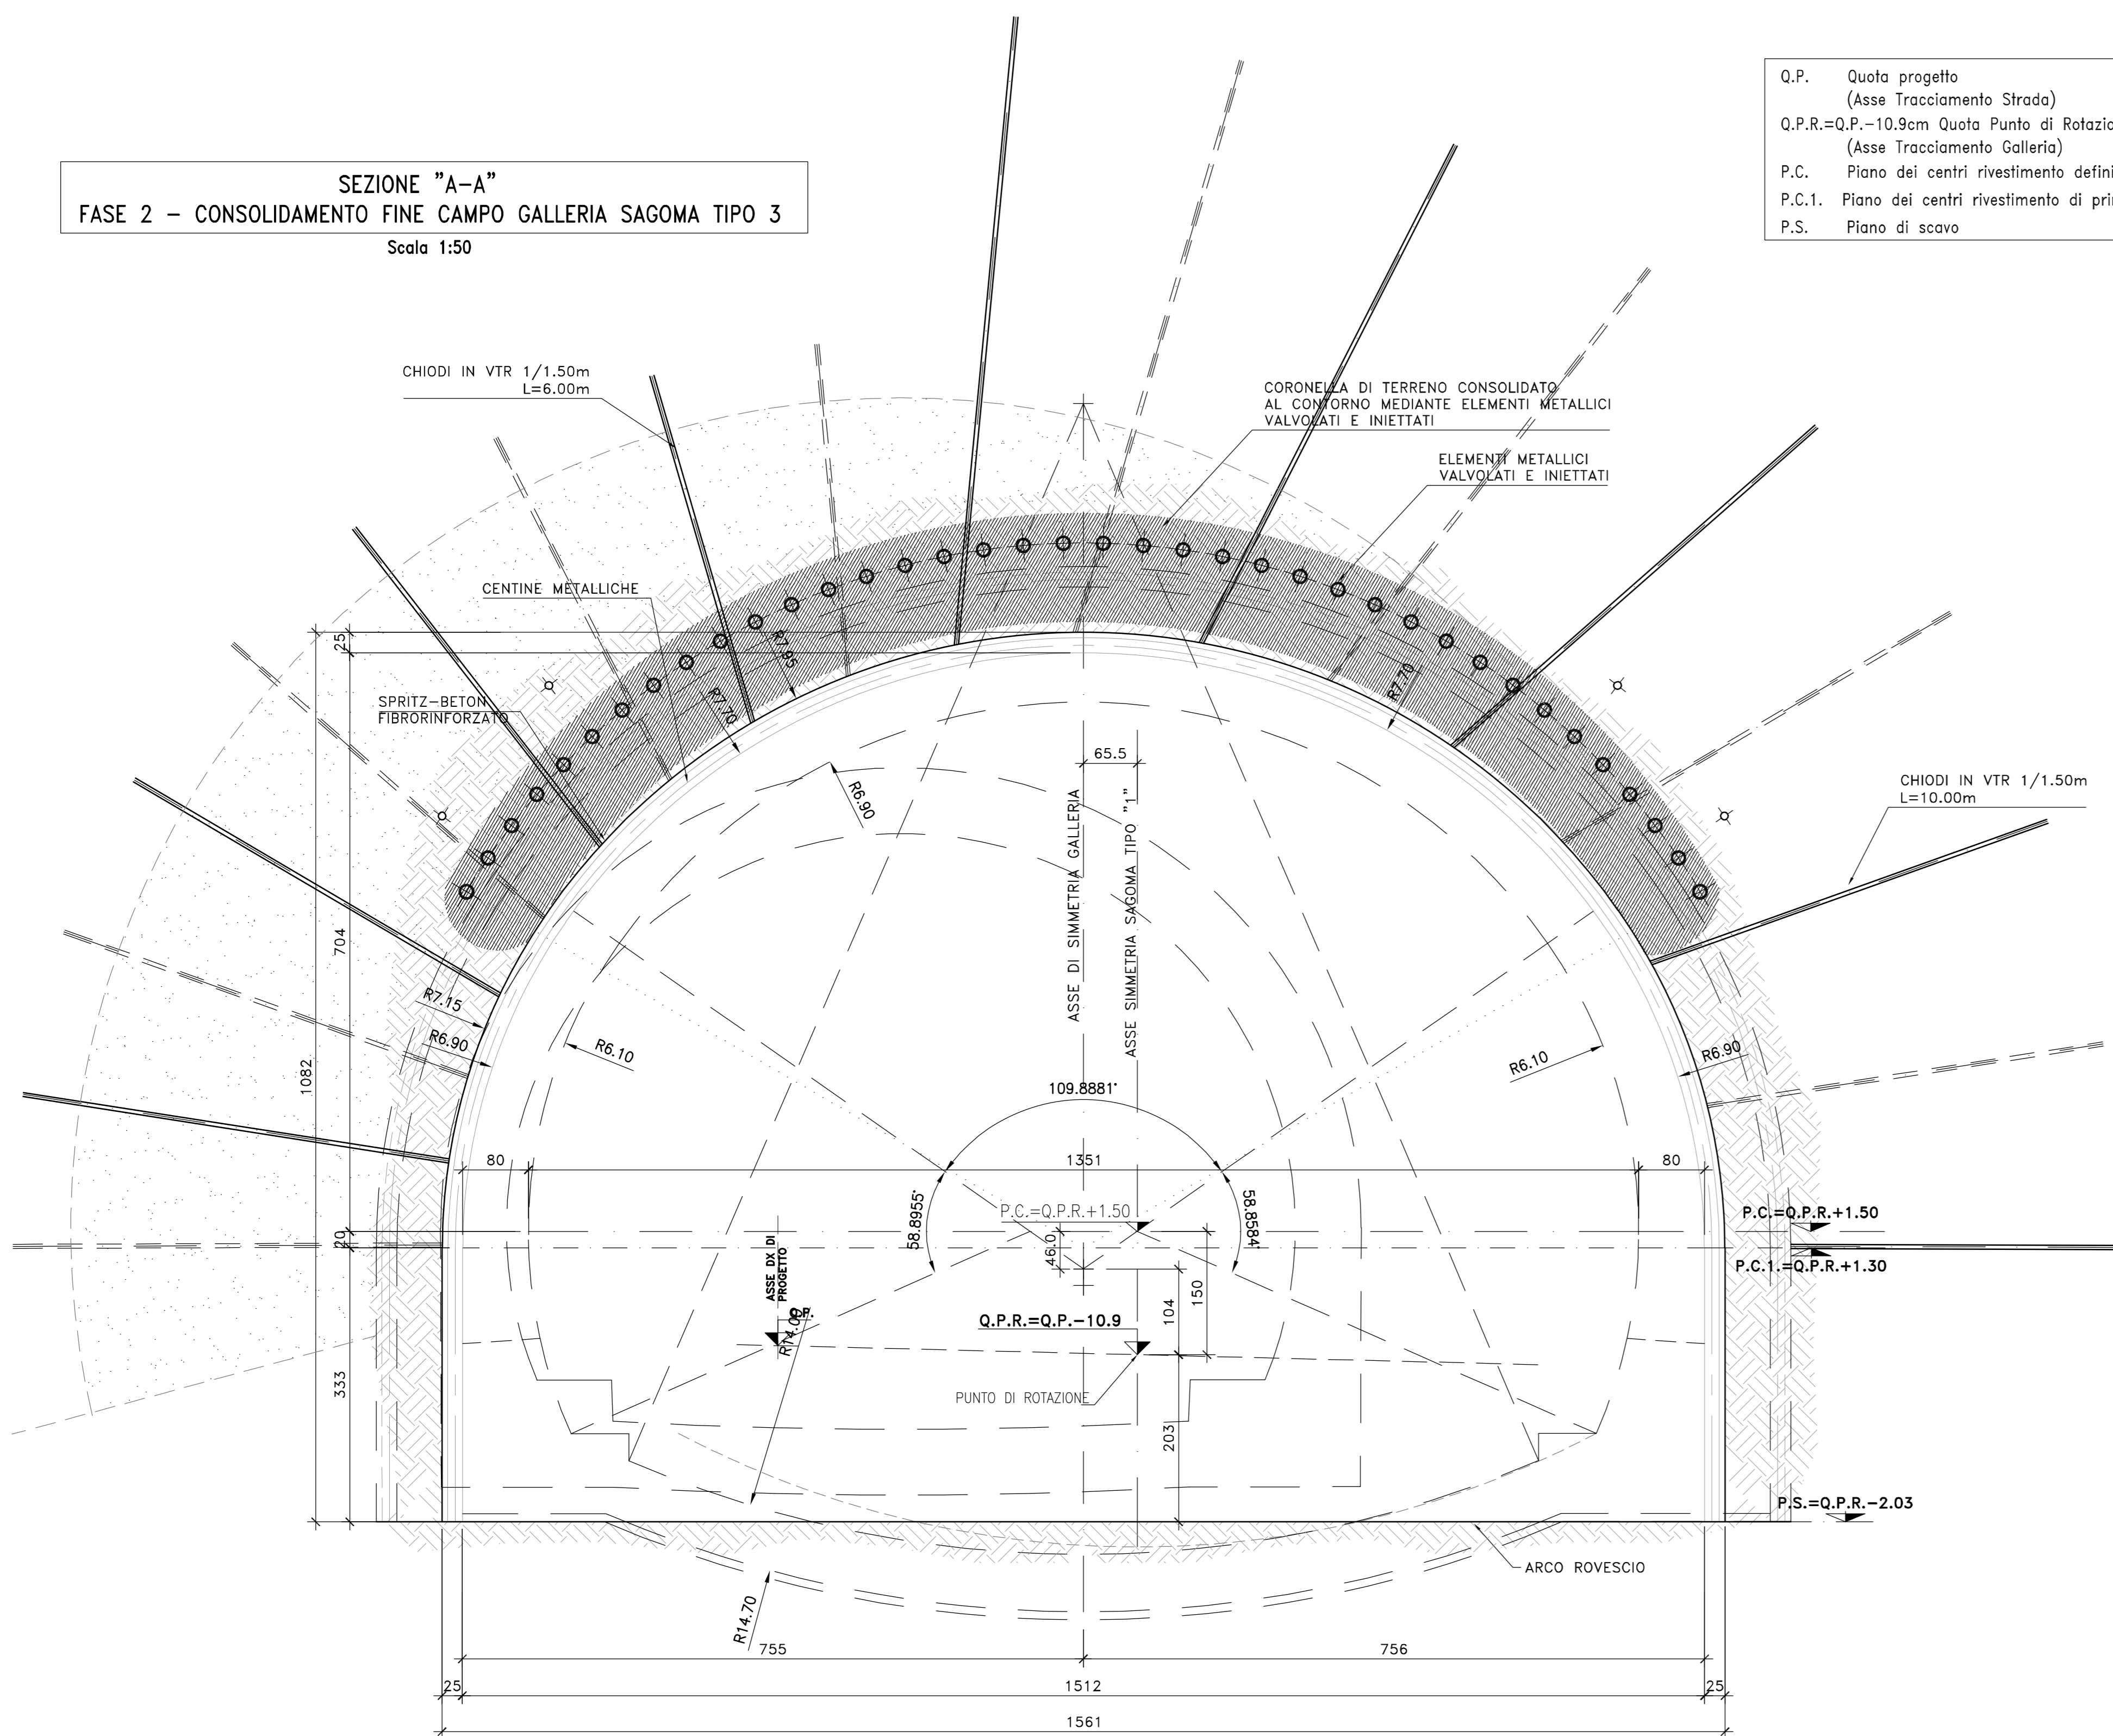 SEZIONE "A-A"
FASE 2 - CONSOLIDAMENTO FINE CAMPO GALLERIA SAGOMA TIPO 3
Scala 1:50
Q.P. Quota progetto
(Asse Tracciamento Strada)
Q.P.R.=Q.P.-10.9cm Quota Punto di
(Asse Tracciamento Galleria)
P.C. Piano dei centri rivestimento
P.C.1. Piano dei centri rivestimento di
P.S. Piano di scavo
CHIODI IN VTR 1/1.50m
L=6.00m
CORONELLA DI TERRENO CONSOLIDATO
AL CONTORNO MEDIANTE ELEMENTI METALLICI
VALVOLATI E INIETTATI
ELEMENTI METALLICI
VALVOLATI E INIETTATI
CENTINE METALLICHE
25
R7.95
R7.70
R7.70
SPRITZ-BETON
FIBRORINFORZATO
65.5
R6.90
ASSE DI SIMMETRIA GALLERIA
ASSE SIMMETRIA SAGOMA TIPO "1"
CHIODI IN VTR 1/1.50m
L=10.00m
704
1082
R7.15
R6.90
R6.10
R6.10
R6.90
109.8881°
80
1351
80
58.8955°
58.8584°
P.C.=Q.P.R.+1.50
P.C.=Q.P.R.+1.50
20
46.0
P.C.1.=Q.P.R.+1.30
ASSE DX DI
PROGETTO
Q.P.
R14.00
104
150
Q.P.R.=Q.P.-10.9
PUNTO DI ROTAZIONE
333
203
P.S.=Q.P.R.-2.03
ARCO ROVESCIO
R14.70
755
756
25
1512
25
1561